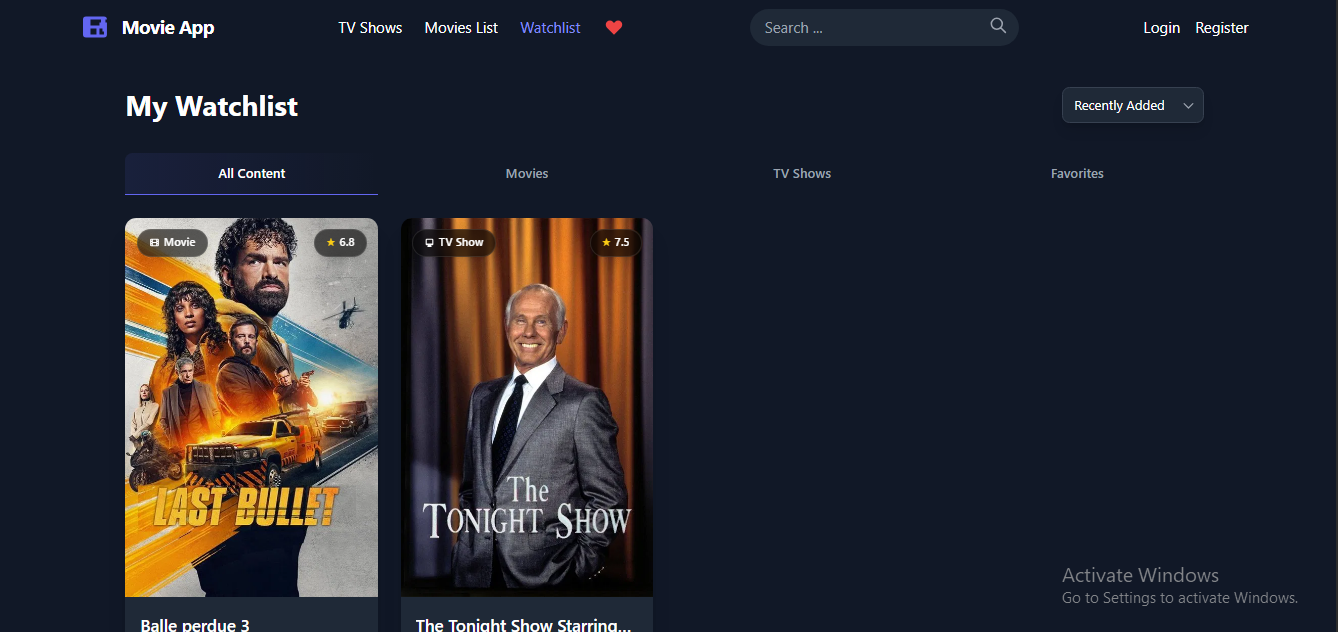 Movie App
TV Shows
Movies List
Watchlist
Search ...
Login
Register
My Watchlist
Recently Added
All Content
Movies
TV Shows
Favorites
Movie
6.8
TV Show
7.5
LAST BULLET
The
TONIGHT SHOW
Balle perdue 3
The Tonight Show Starring...
Activate Windows
Go to Settings to activate Windows.